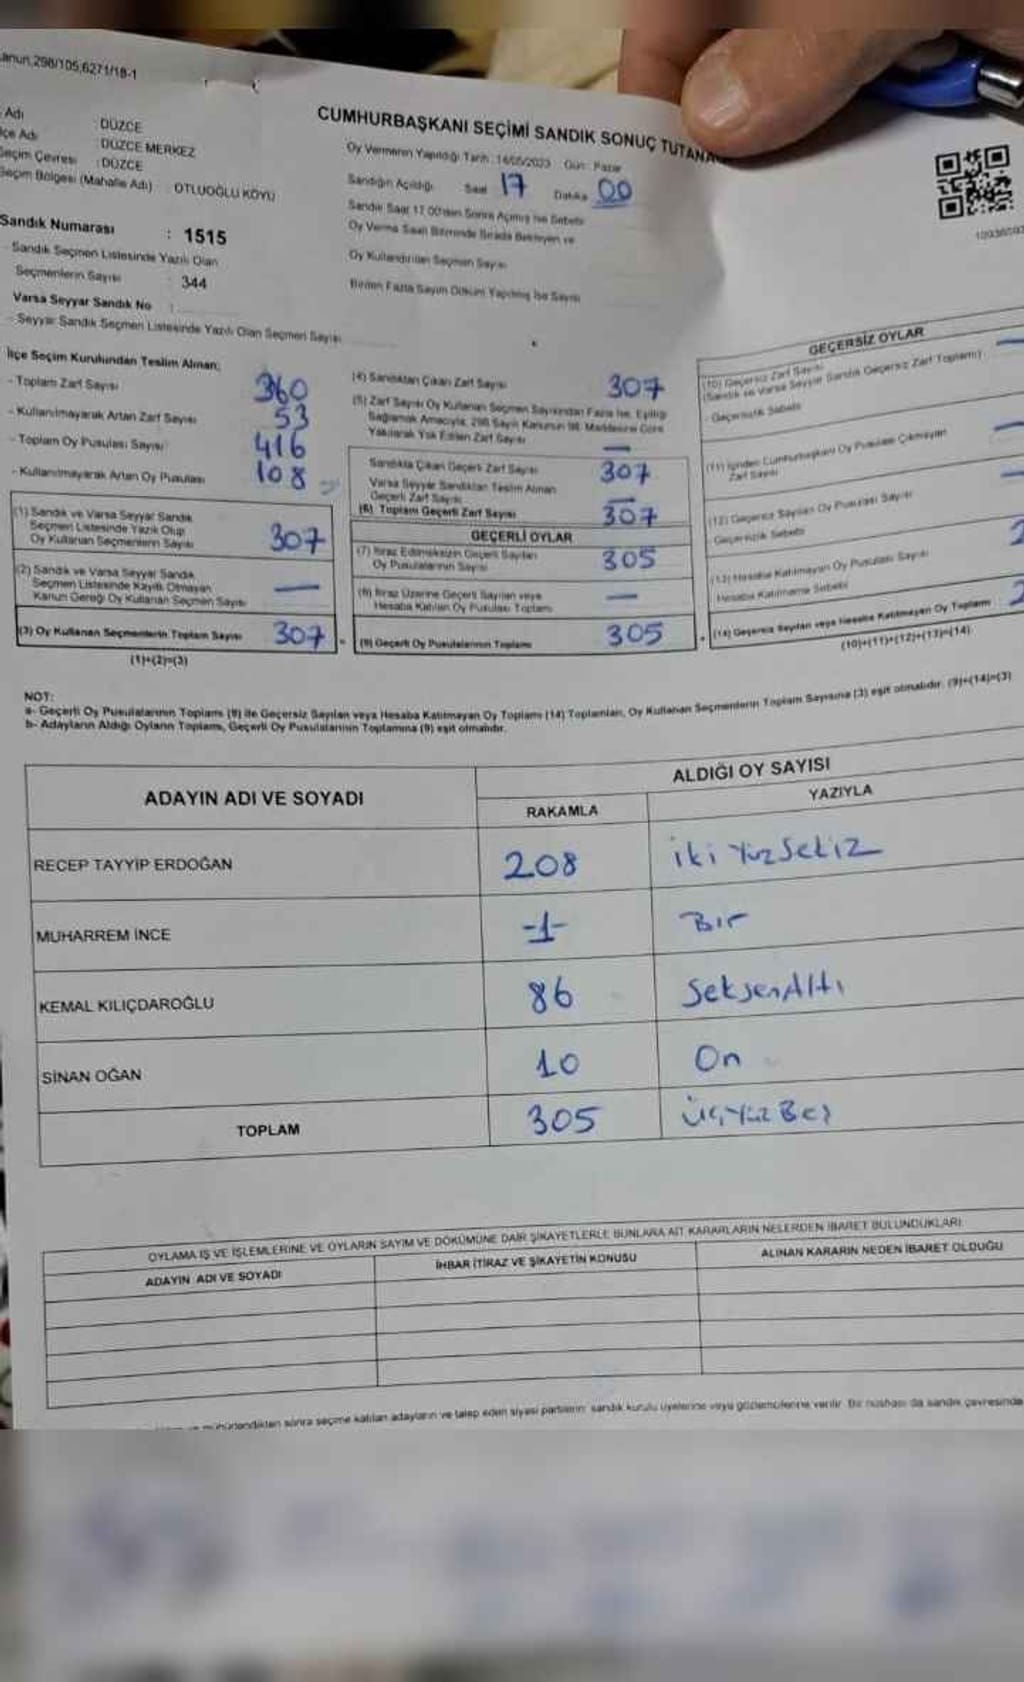 anun,298/105,6271/18-1
CUMHURBAŞKANI SEÇİMİ SANDIK SONUÇ TUTANA
Adı : DÜZCE
çe Adı : DÜZCE MERKEZ
Seçim Çevresi : DÜZCE
Seçim Bölgesi (Mahalle Adı) : OTLUOĞLU KÖYÜ
Oy Vermenin Yapıldığı Tarih : 14/05/2023 Gün : Pazar
Sandığın Açıldığı Saat 17 Dakika 00
Sandık Saat 17.00'den Sonra Açılmış İse Sebebi
Oy Verme Saati Bitiminde Sırada Bekleyen ve
Oy Kullandırılan Seçmen Sayısı
Birden Fazla Sayım Döküm Yapılmış İse Sayısı
109365
Sandık Numarası : 1515
- Sandık Seçmen Listesinde Yazılı Olan
Seçmenlerin Sayısı : 344
Varsa Seyyar Sandık No :
- Seyyar Sandık Seçmen Listesinde Yazılı Olan Seçmen Sayısı
İlçe Seçim Kurulundan Teslim Alınan;
- Toplam Zarf Sayısı 360
- Kullanılmayarak Artan Zarf Sayısı 53
- Toplam Oy Pusulası Sayısı 416
- Kullanılmayarak Artan Oy Pusulası 108
(1) Sandık ve Varsa Seyyar Sandık
Seçmen Listesinde Yazılı Olup
Oy Kullanan Seçmenlerin Sayısı 307
(2) Sandık ve Varsa Seyyar Sandık
Seçmen Listesinde Kayıtlı Olmayan
Kanun Gereği Oy Kullanan Seçmen Sayısı —
(3) Oy Kullanan Seçmenlerin Toplam Sayısı 307
(1)+(2)=(3)
(4) Sandıktan Çıkan Zarf Sayısı 307
(5) Zarf Sayısı Oy Kullanan Seçmen Sayısından Fazla İse, Eşitliği
Sağlamak Amacıyla, 298 Sayılı Kanunun 98. Maddesine Göre
Yakılarak Yok Edilen Zarf Sayısı —
Sandıkta Çıkan Geçerli Zarf Sayısı 307
Varsa Seyyar Sandıktan Teslim Alınan
Geçerli Zarf Sayısı —
(6) Toplam Geçerli Zarf Sayısı 307
GEÇERLİ OYLAR
(7) İtiraz Edilmeksizin Geçerli Sayılan
Oy Pusulalarının Sayısı 305
(8) İtiraz Üzerine Geçerli Sayılan veya
Hesaba Katılan Oy Pusulası Toplamı —
(9) Geçerli Oy Pusulalarının Toplamı 305
GEÇERSİZ OYLAR
(10) Geçersiz Zarf Sayısı —
(Sandık ve Varsa Seyyar Sandık Geçersiz Zarf Toplamı)
- Geçersizlik Sebebi
(11) İçinden Cumhurbaşkanı Oy Pusulası Çıkmayan
Zarf Sayısı —
(12) Geçersiz Sayılan Oy Pusulası Sayısı —
Geçersizlik Sebebi
(13) Hesaba Katılmayan Oy Pusulası Sayısı 2
Hesaba Katılmama Sebebi
(14) Geçersiz Sayılan veya Hesaba Katılmayan Oy Toplamı 2
(10)+(11)+(12)+(13)=(14)
NOT:
a- Geçerli Oy Pusulalarının Toplamı (9) ile Geçersiz Sayılan veya Hesaba Katılmayan Oy Toplamı (14) Toplamları, Oy Kullanan Seçmenlerin Toplam Sayısına (3) eşit olmalıdır. (9)+(14)=(3)
b- Adayların Aldığı Oyların Toplamı, Geçerli Oy Pusulalarının Toplamına (9) eşit olmalıdır.
ADAYIN ADI VE SOYADI
ALDIĞI OY SAYISI
RAKAMLA YAZIYLA
RECEP TAYYİP ERDOĞAN 208 İki Yüz Sekiz
MUHARREM İNCE -1- Bir
KEMAL KILIÇDAROĞLU 86 SeksenAltı
SİNAN OĞAN 10 On
TOPLAM 305 ÜçYüz Beş
OYLAMA İŞ VE İŞLEMLERİNE VE OYLARIN SAYIM VE DÖKÜMÜNE DAİR ŞİKAYETLERLE BUNLARA AİT KARARLARIN NELERDEN İBARET BULUNDUKLARI
ADAYIN ADI VE SOYADI
İHBAR İTİRAZ VE ŞİKAYETİN KONUSU
ALINAN KARARIN NEDEN İBARET OLDUĞU
mühürlendikten sonra seçime katılan adayların ve talep eden siyasi partilerin sandık kurulu üyelerine veya gözlemcilerine verilir. Bir nüshası da sandık çevresinde